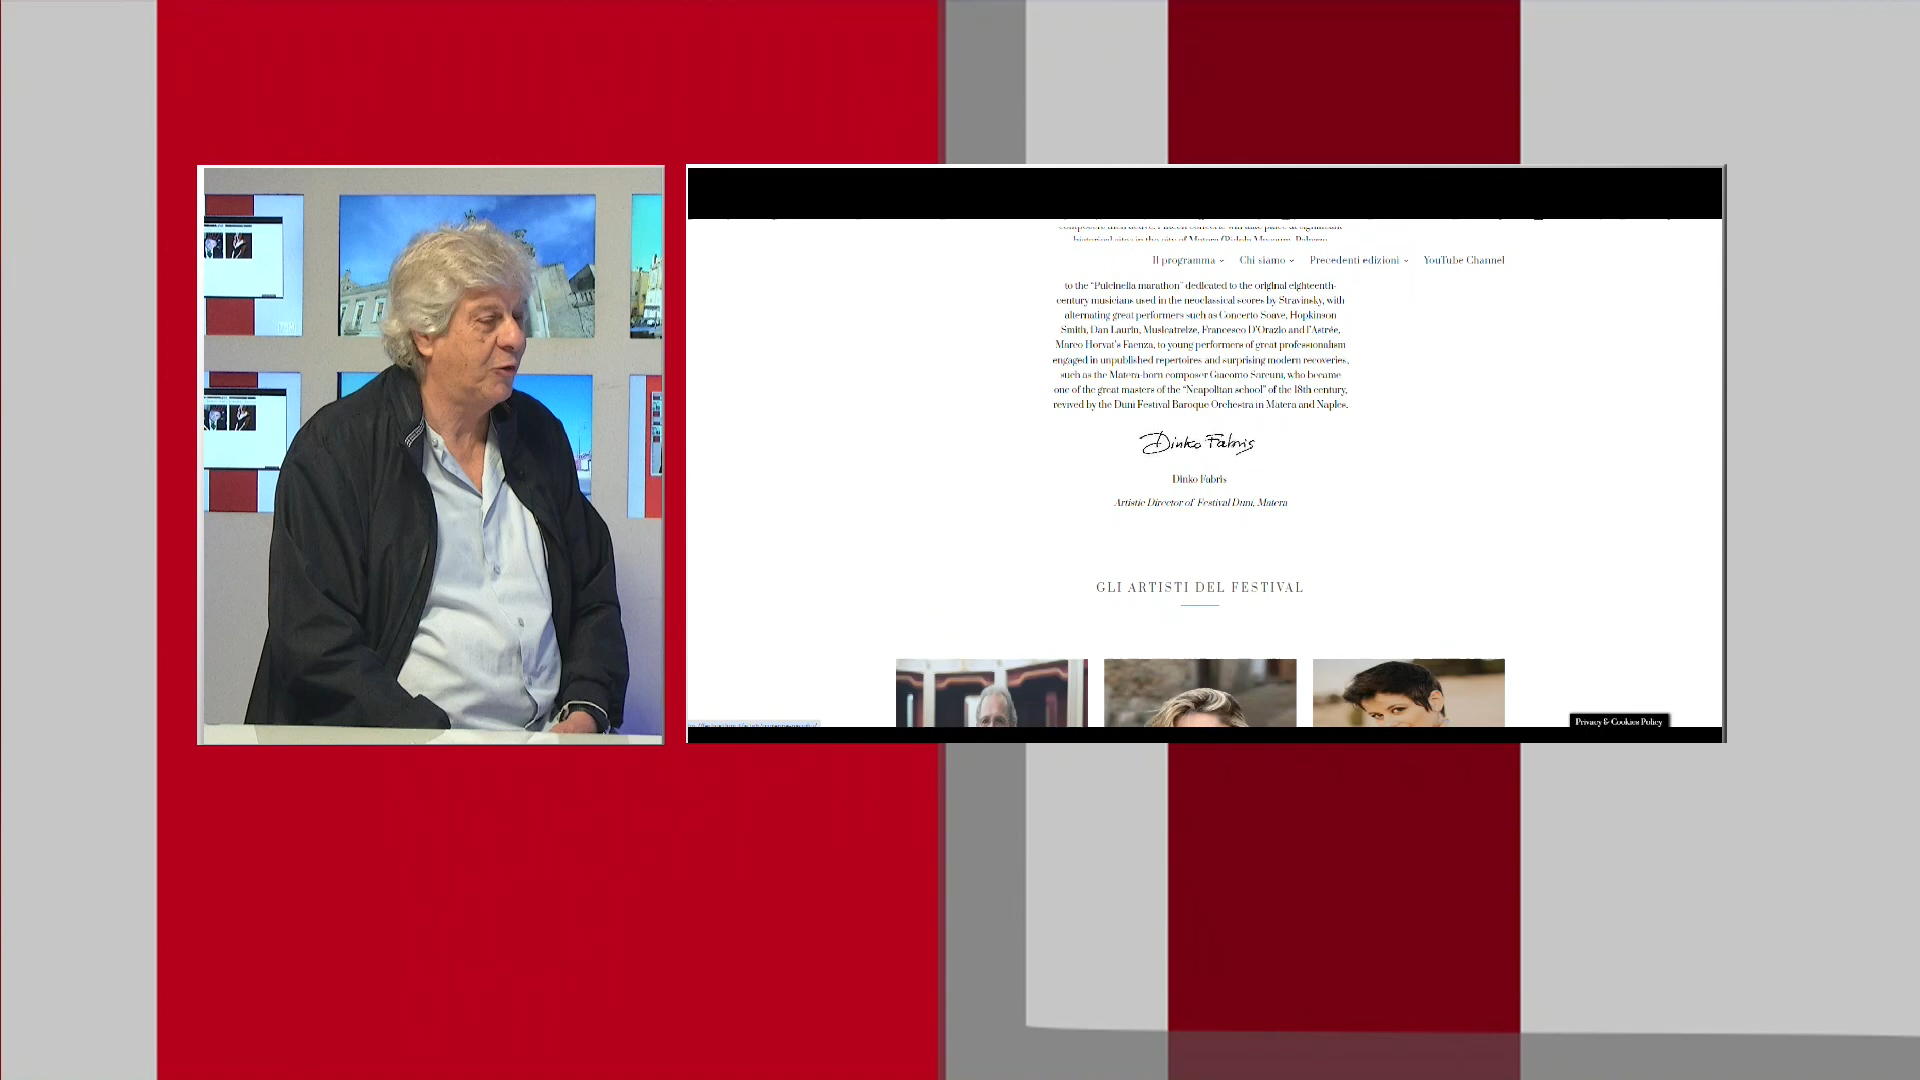 Il programma Chi siamo Precedenti edizioni YouTube Channel
to the “Pulcinella marathon” dedicated to the original eighteenth-
century musicians used in the neoclassical scores by Stravinsky, with
alternating great performers such as Concerto Soave, Hopkinson
Smith, Dan Laurin, Musicatreize, Francesco D’Orazio and l’Astrée,
Marco Horvat’s Faenza, to young performers of great professionalism
engaged in unpublished repertoires and surprising modern recoveries,
such as the Matera-born composer Giacomo Sarcuni, who became
one of the great masters of the “Neapolitan school” of the 18th century,
revived by the Duni Festival Baroque Orchestra in Matera and Naples.
Dinko Fabris
Dinko Fabris
Artistic Director of Festival Duni, Matera
GLI ARTISTI DEL FESTIVAL
Privacy & Cookies Policy